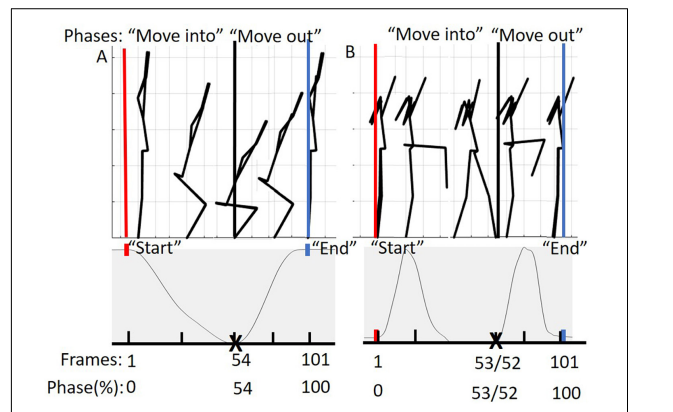 Phases: “Move into” “Move out”
“Move into” “Move out”
A
B
“Start”
“End”
“Start”
“End”
Frames: 1 54 101
1 53/52 101
Phase(%): 0 54 100
0 53/52 100